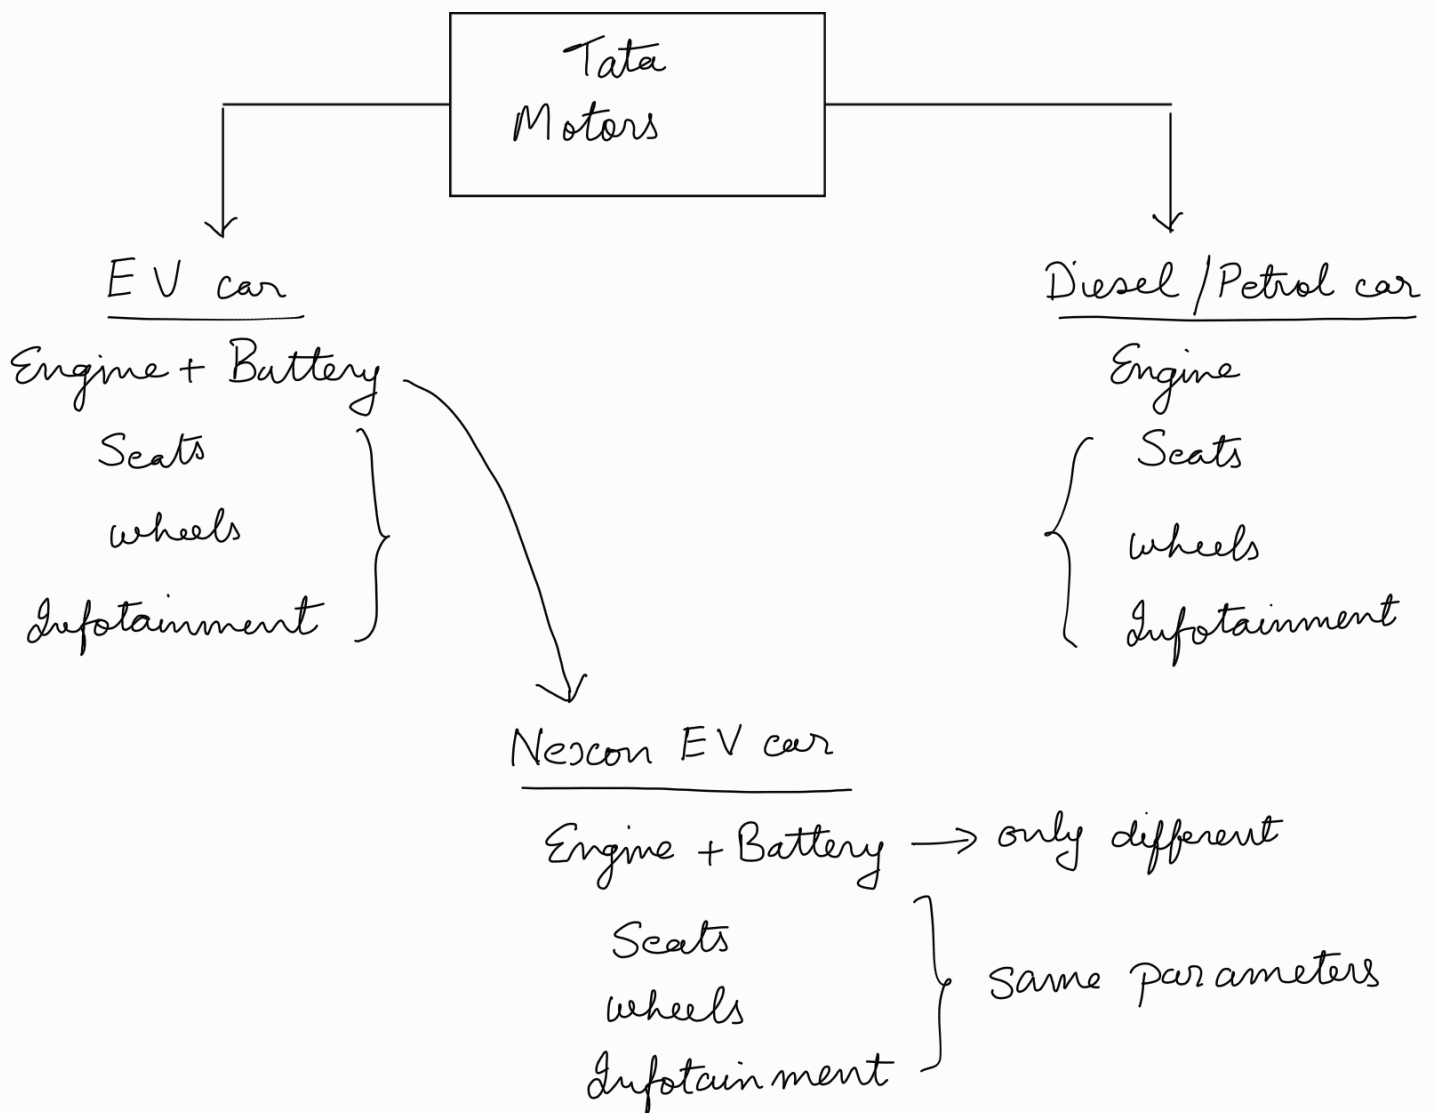 Tata
Motors
EV car
Diesel/Petrol car
Engine + Battery
Engine
Seats
Seats
wheels
wheels
Infotainment
Infotainment
Nexon EV car
Engine + Battery → only different
Seats
wheels
same parameters
Infotainment